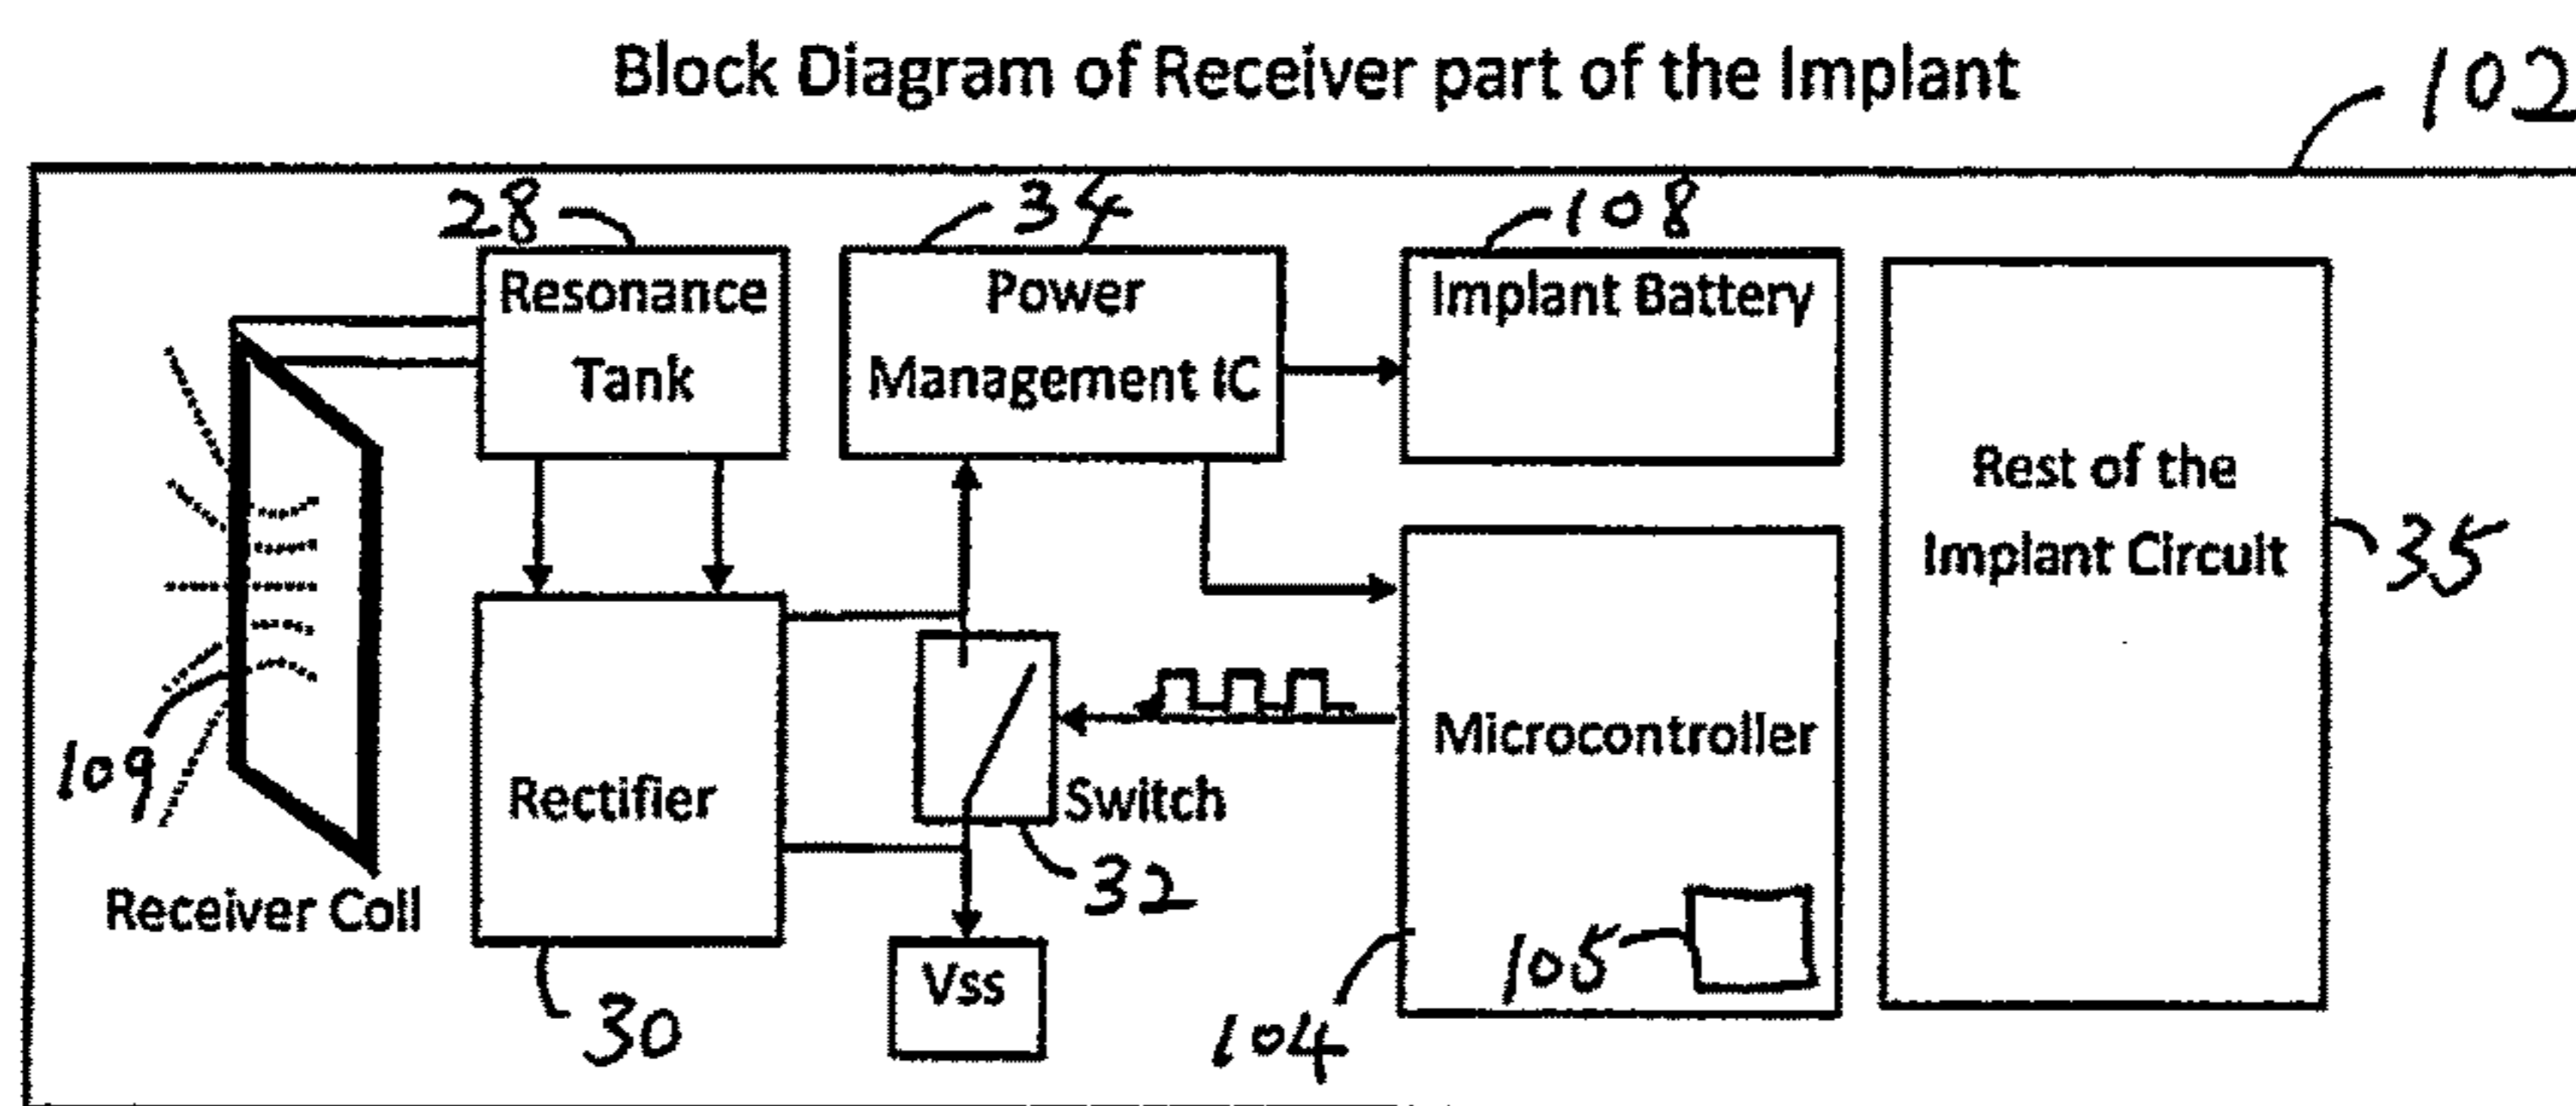 Block Diagram of Receiver part of the Implant
102
28
34
108
Resonance
Tank
Power
Management IC
Implant Battery
Rest of the
Implant Circuit
35
109
Receiver Coil
Rectifier
30
Switch
32
Vss
Microcontroller
105
104